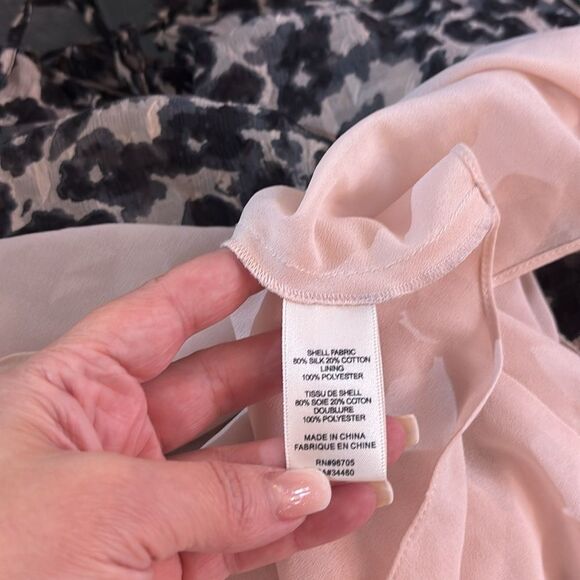 SHELL FABRIC
80% SILK 20% COTTON
LINING
100% POLYESTER
TISSU DE SHELL
80% SOIE 20% COTON
DOUBLURE
100% POLYESTER
MADE IN CHINA
FABRIQUE EN CHINE
RN#96705